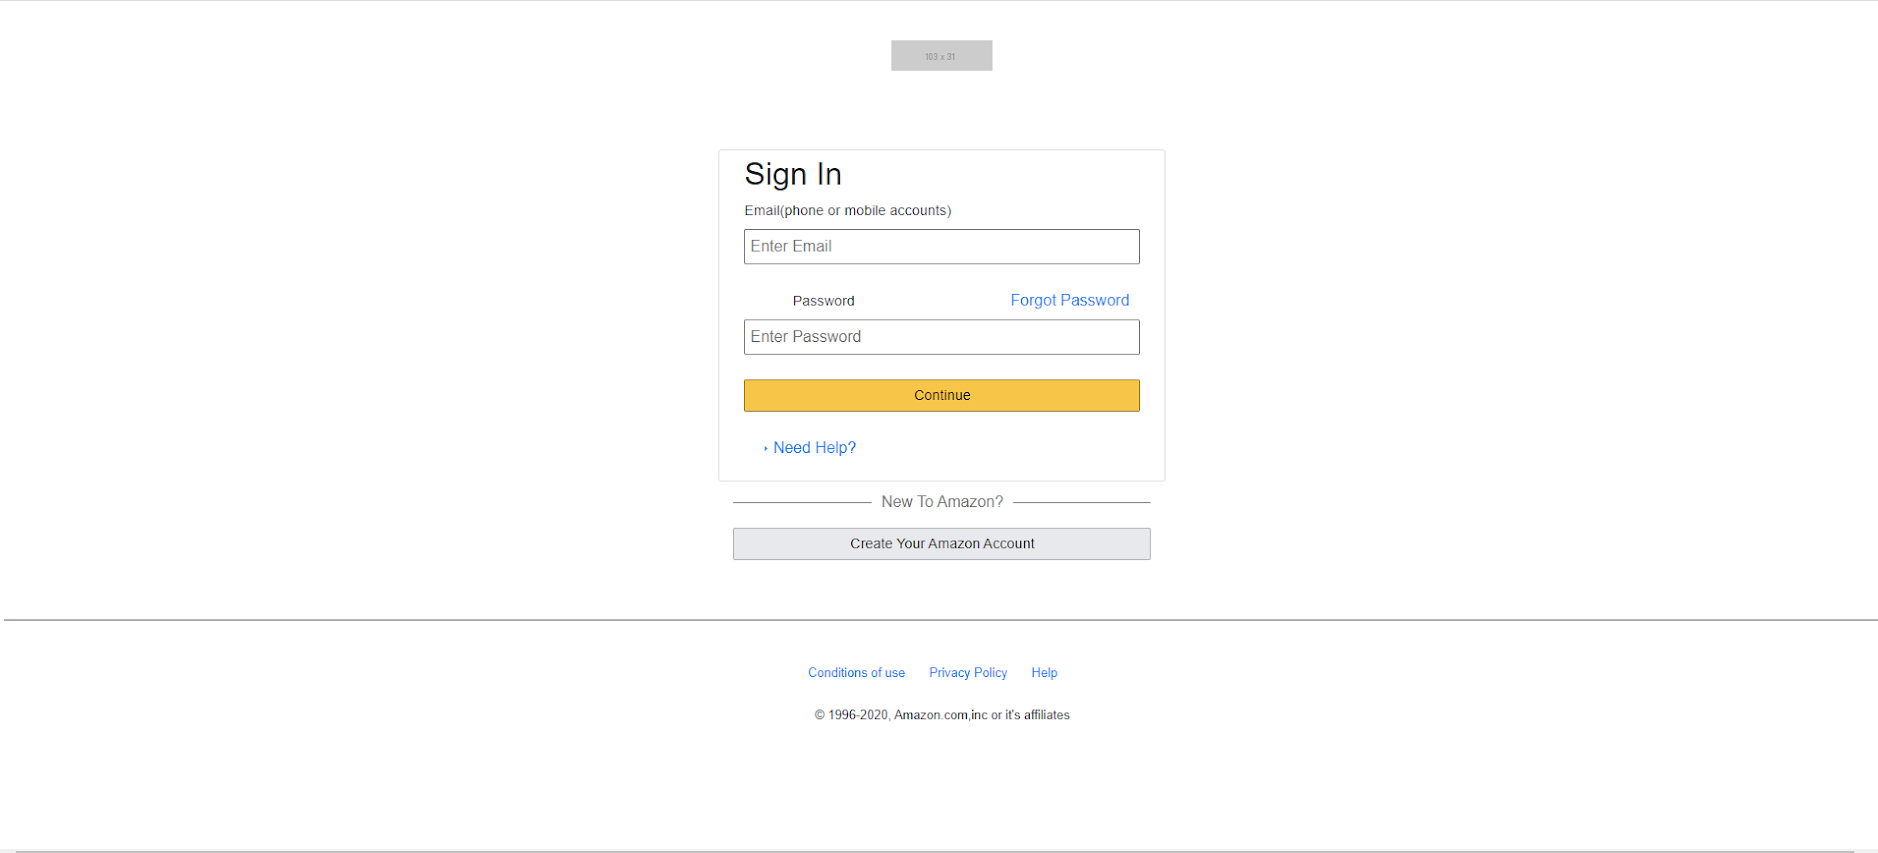 103 x 31
Sign In
Email(phone or mobile accounts)
Enter Email
Password Forgot Password
Enter Password
Continue
Need Help?
New To Amazon?
Create Your Amazon Account
Conditions of use Privacy Policy Help
© 1996-2020, Amazon.com,inc or it's affiliates